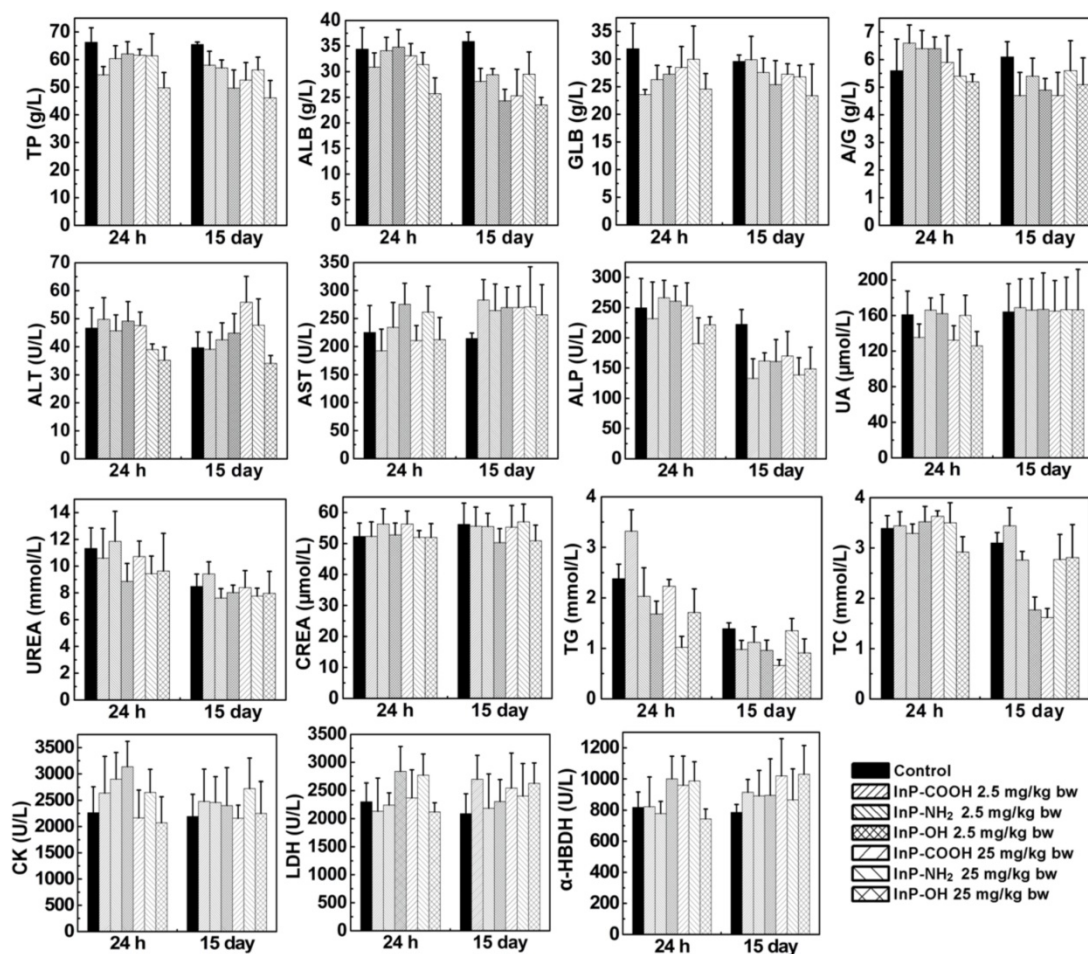 TP (g/L)
70
60
50
40
30
20
10
0
24 h
15 day
ALB (g/L)
40
35
30
25
20
15
10
5
0
24 h
15 day
GLB (g/L)
35
30
25
20
15
10
5
0
24 h
15 day
A/G (g/L)
7
6
5
4
3
2
1
0
24 h
15 day
ALT (U/L)
70
60
50
40
30
20
10
0
24 h
15 day
AST (U/L)
350
300
250
200
150
100
50
0
24 h
15 day
ALP (U/L)
300
250
200
150
100
50
0
24 h
15 day
UA (μmol/L)
200
160
120
80
40
0
24 h
15 day
UREA (mmol/L)
14
12
10
8
6
4
2
0
24 h
15 day
CREA (μmol/L)
60
50
40
30
20
10
0
24 h
15 day
TG (mmol/L)
4
3
2
1
0
24 h
15 day
TC (mmol/L)
4
3
2
1
0
24 h
15 day
CK (U/L)
3500
3000
2500
2000
1500
1000
500
0
24 h
15 day
LDH (U/L)
3500
3000
2500
2000
1500
1000
500
0
24 h
15 day
α-HBDH (U/L)
1200
1000
800
600
400
200
0
24 h
15 day
Control
InP-COOH 2.5 mg/kg bw
InP-NH₂ 2.5 mg/kg bw
InP-OH 2.5 mg/kg bw
InP-COOH 25 mg/kg bw
InP-NH₂ 25 mg/kg bw
InP-OH 25 mg/kg bw